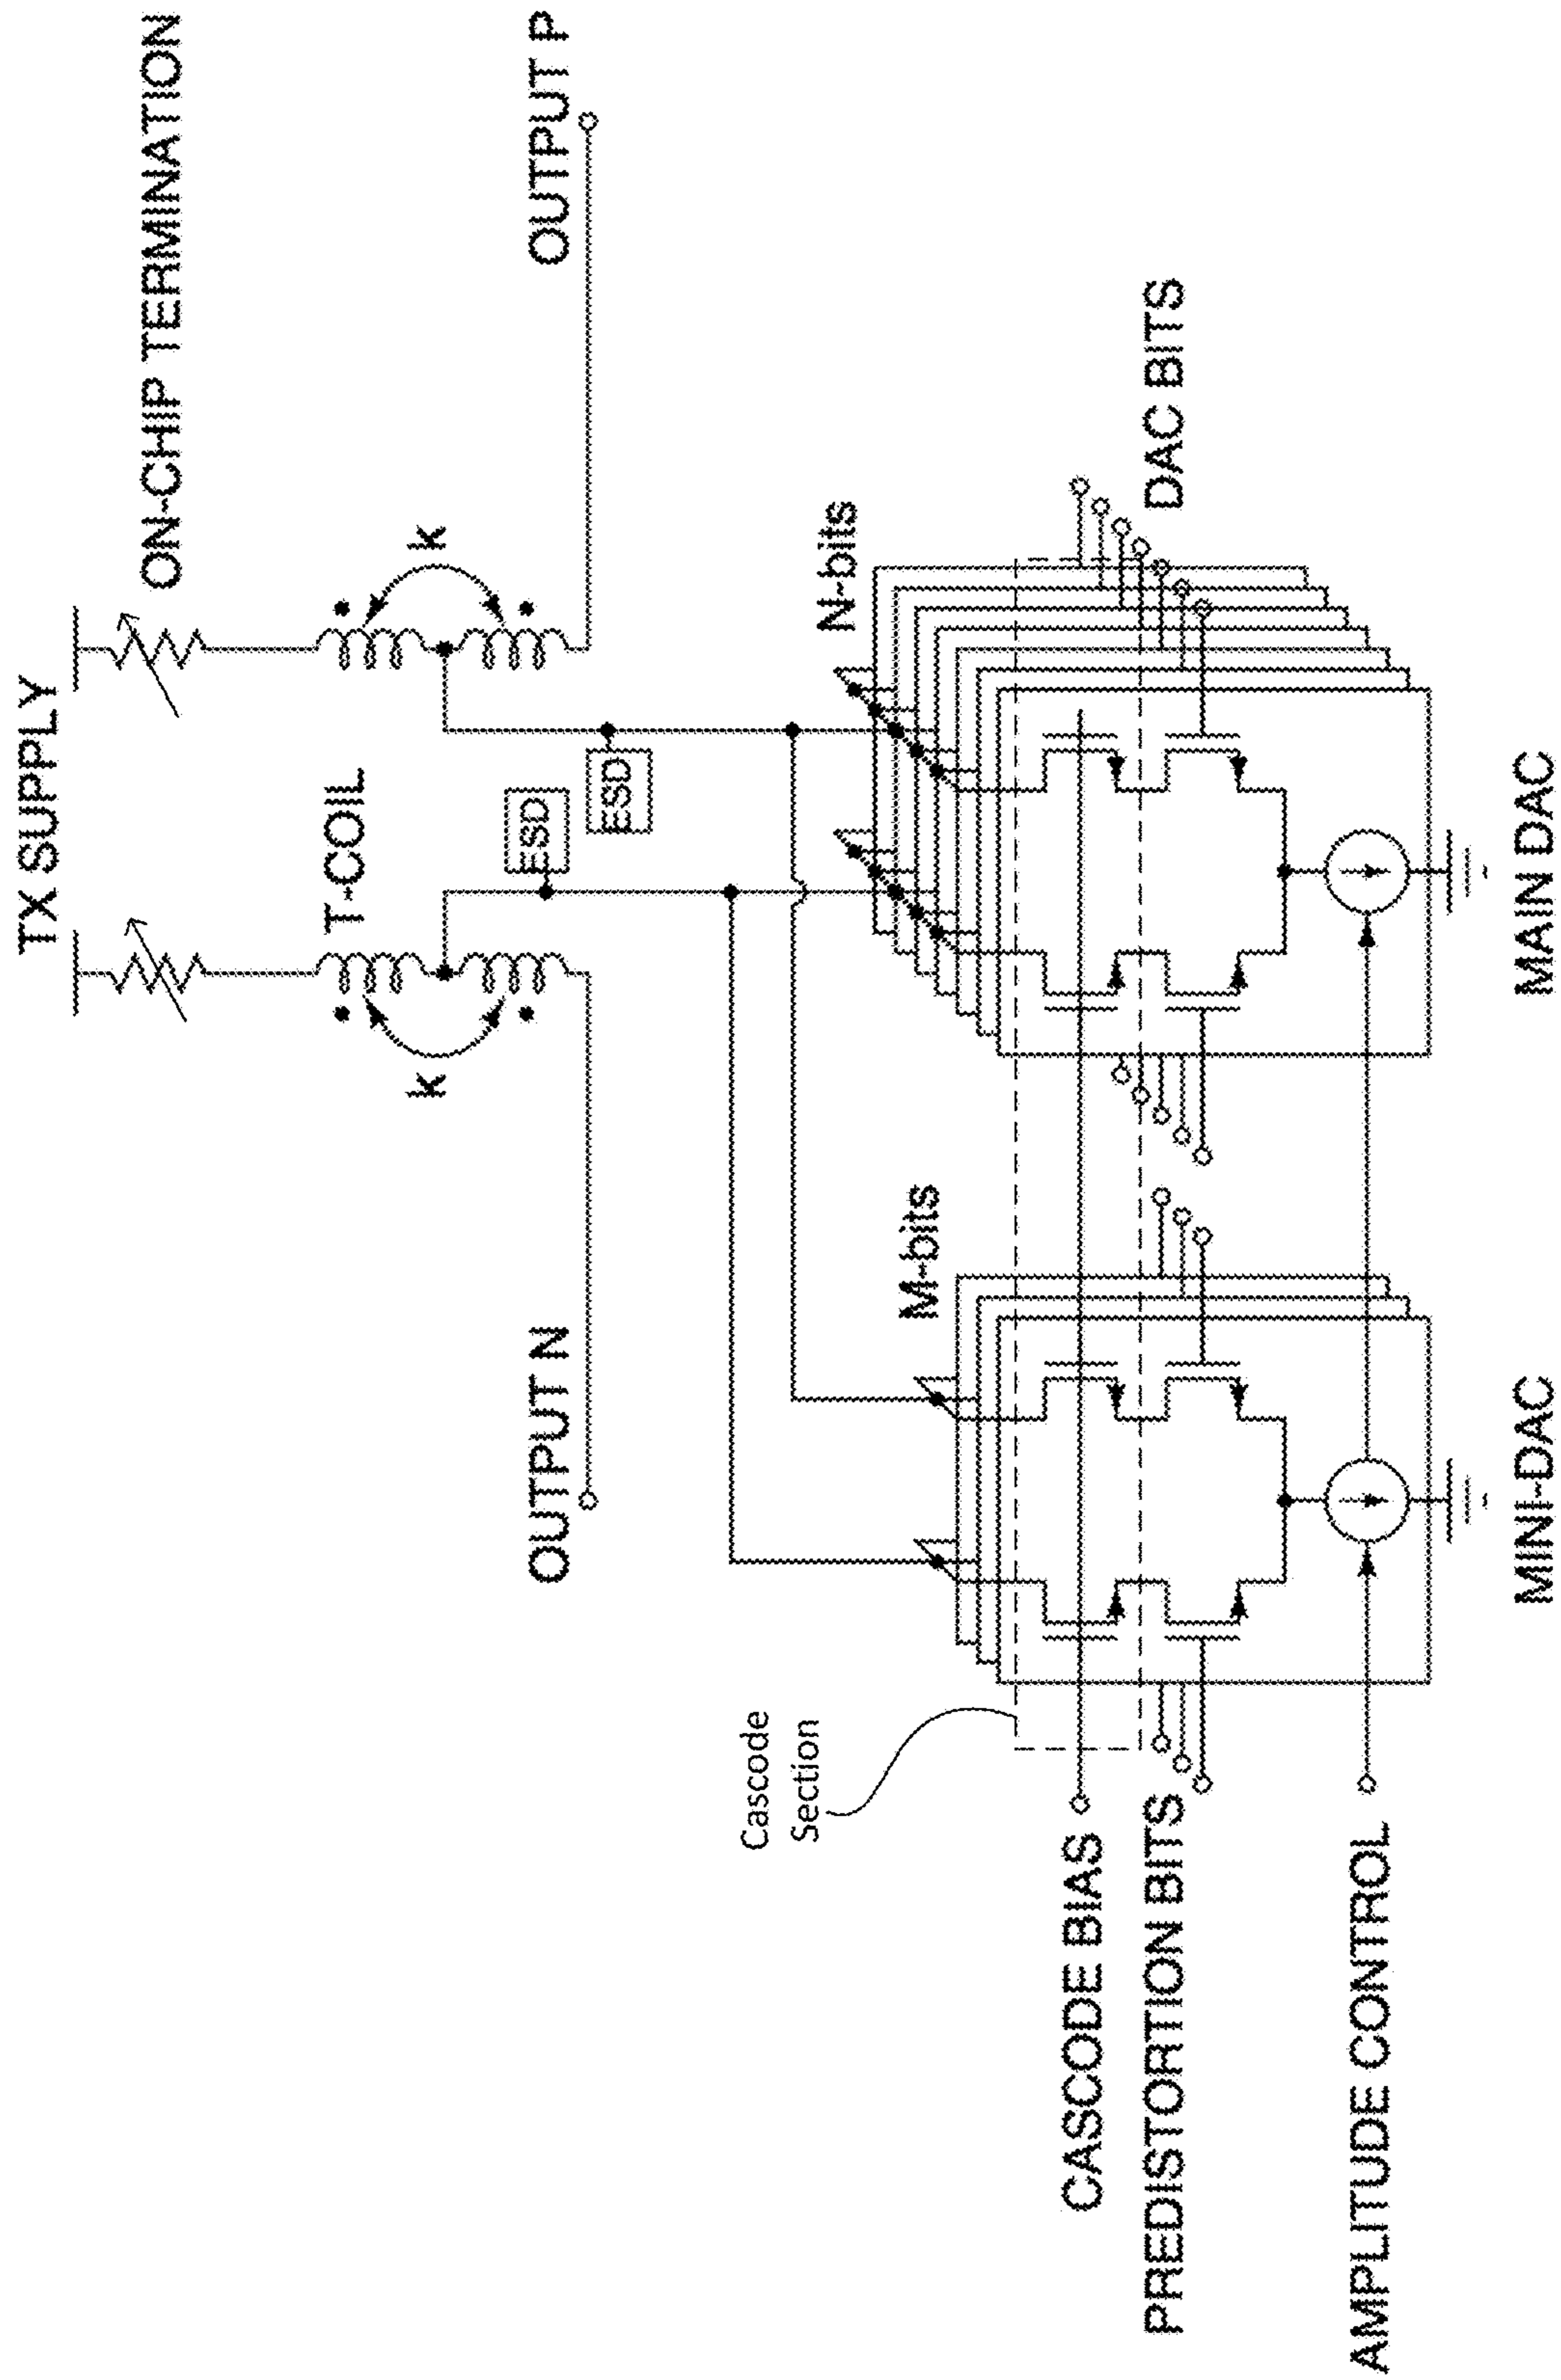 TX SUPPLY
ON-CHIP TERMINATION
T-COIL
k
k
ESD
ESD
OUTPUT N
OUTPUT P
M-bits
N-bits
Cascode
Section
CASCODE BIAS
PREDISTORTION BITS
DAC BITS
AMPLITUDE CONTROL
MINI-DAC
MAIN DAC